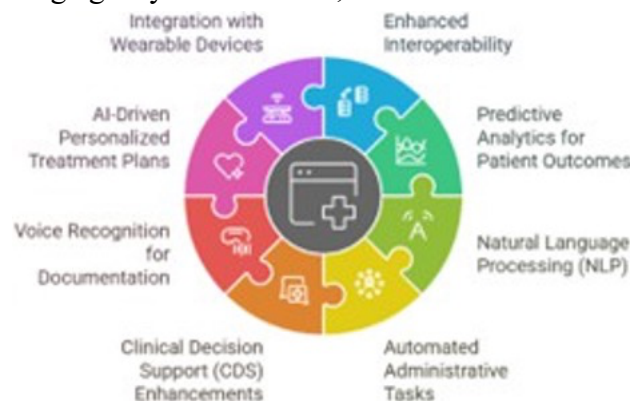 Integration with
Wearable Devices
Enhanced
Interoperability
AI-Driven
Personalized
Treatment Plans
Predictive
Analytics for
Patient Outcomes
Voice Recognition
for
Documentation
Natural Language
Processing (NLP)
Clinical Decision
Support (CDS)
Enhancements
Automated
Administrative
Tasks